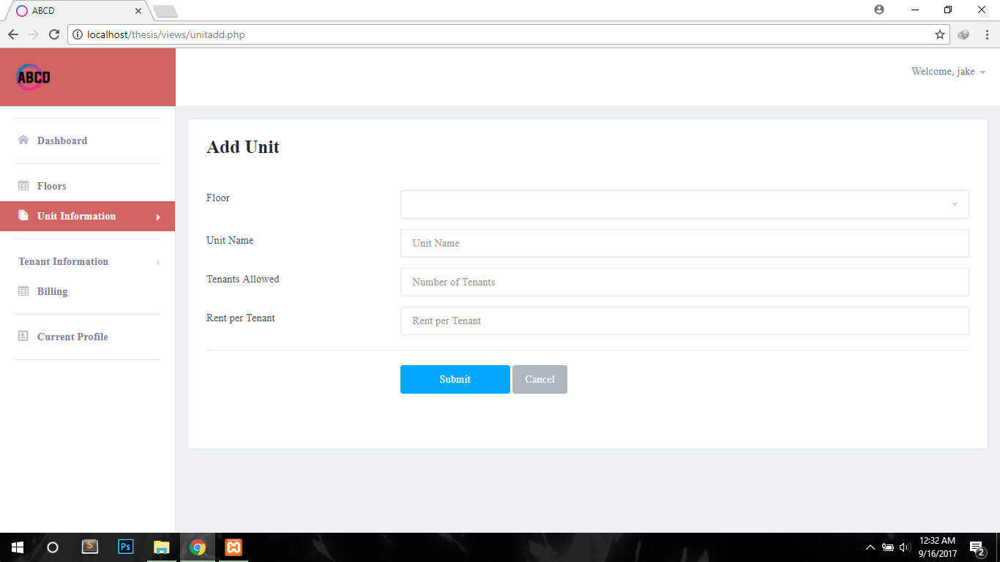 ABCD
localhost/thesis/views/unitadd.php
ABCD
Welcome, jake
Dashboard
Floors
Unit Information
Tenant Information
Billing
Current Profile
Add Unit
Floor
Unit Name
Unit Name
Tenants Allowed
Number of Tenants
Rent per Tenant
Rent per Tenant
Submit
Cancel
S
Ps
12:32 AM
9/16/2017
2